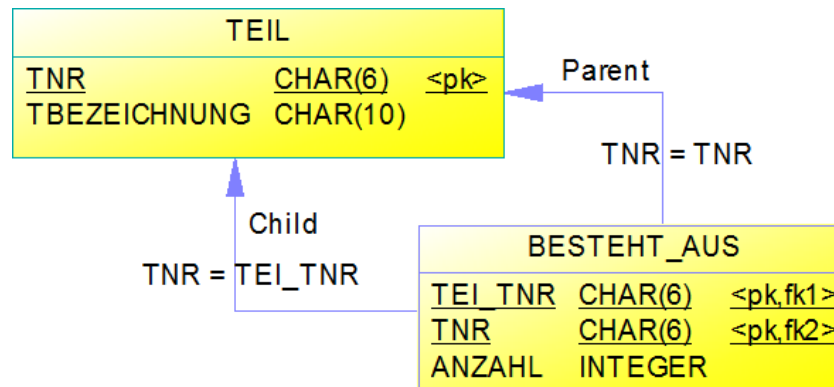 TEIL
TNR CHAR(6) <pk>
TBEZEICHNUNG CHAR(10)
Parent
TNR = TNR
Child
TNR = TEI_TNR
BESTEHT_AUS
TEI_TNR CHAR(6) <pk,fk1>
TNR CHAR(6) <pk,fk2>
ANZAHL INTEGER